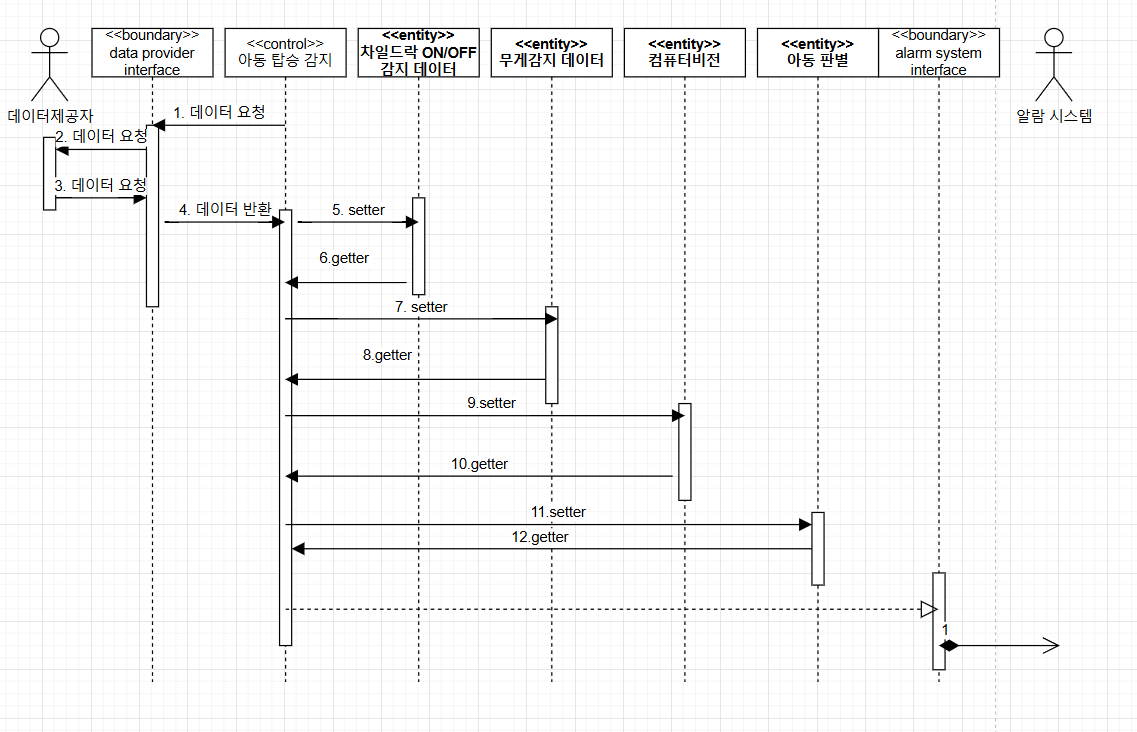 <<boundary>>
data provider
interface
<<control>>
아동 탑승 감지
<<entity>>
차일드락 ON/OFF
감지 데이터
<<entity>>
무게감지 데이터
<<entity>>
컴퓨터비전
<<entity>>
아동 판별
<<boundary>>
alarm system
interface
데이터제공자
알람 시스템
1. 데이터 요청
2. 데이터 요청
3. 데이터 요청
4. 데이터 반환
5. setter
6.getter
7. setter
8.getter
9.setter
10.getter
11.setter
12.getter
1